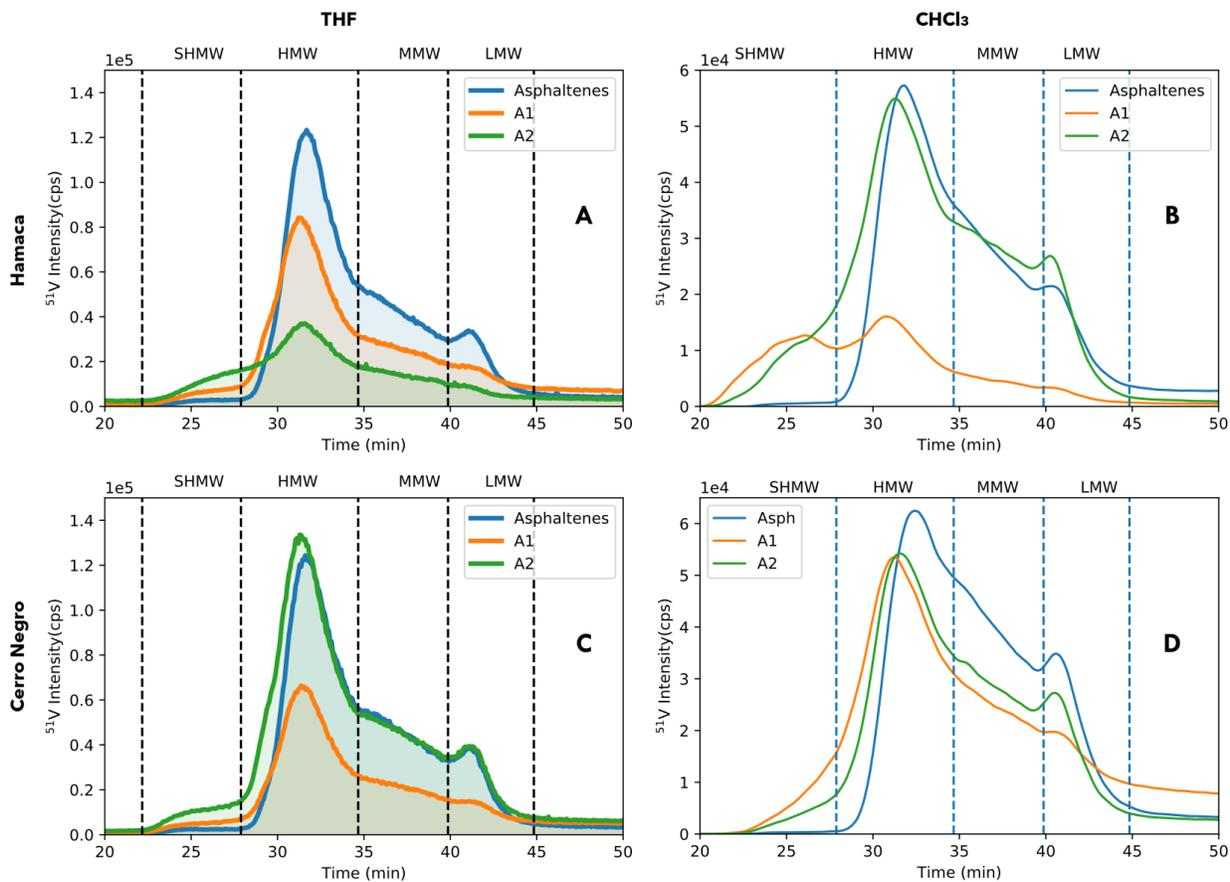 THF
CHCl₃
Hamaca
1e5
SHMW
HMW
MMW
LMW
Asphaltenes
A1
A2
A
⁵¹V Intensity(cps)
1.4
1.2
1.0
0.8
0.6
0.4
0.2
0.0
20 25 30 35 40 45 50
Time (min)
1e4
SHMW
HMW
MMW
LMW
Asphaltenes
A1
A2
B
⁵¹V Intensity(cps)
6
5
4
3
2
1
0
20 25 30 35 40 45 50
Time (min)
Cerro Negro
1e5
SHMW
HMW
MMW
LMW
Asphaltenes
A1
A2
C
⁵¹V Intensity(cps)
1.4
1.2
1.0
0.8
0.6
0.4
0.2
0.0
20 25 30 35 40 45 50
Time (min)
1e4
SHMW
HMW
MMW
LMW
Asph
A1
A2
D
⁵¹V Intensity(cps)
6
5
4
3
2
1
0
20 25 30 35 40 45 50
Time (min)